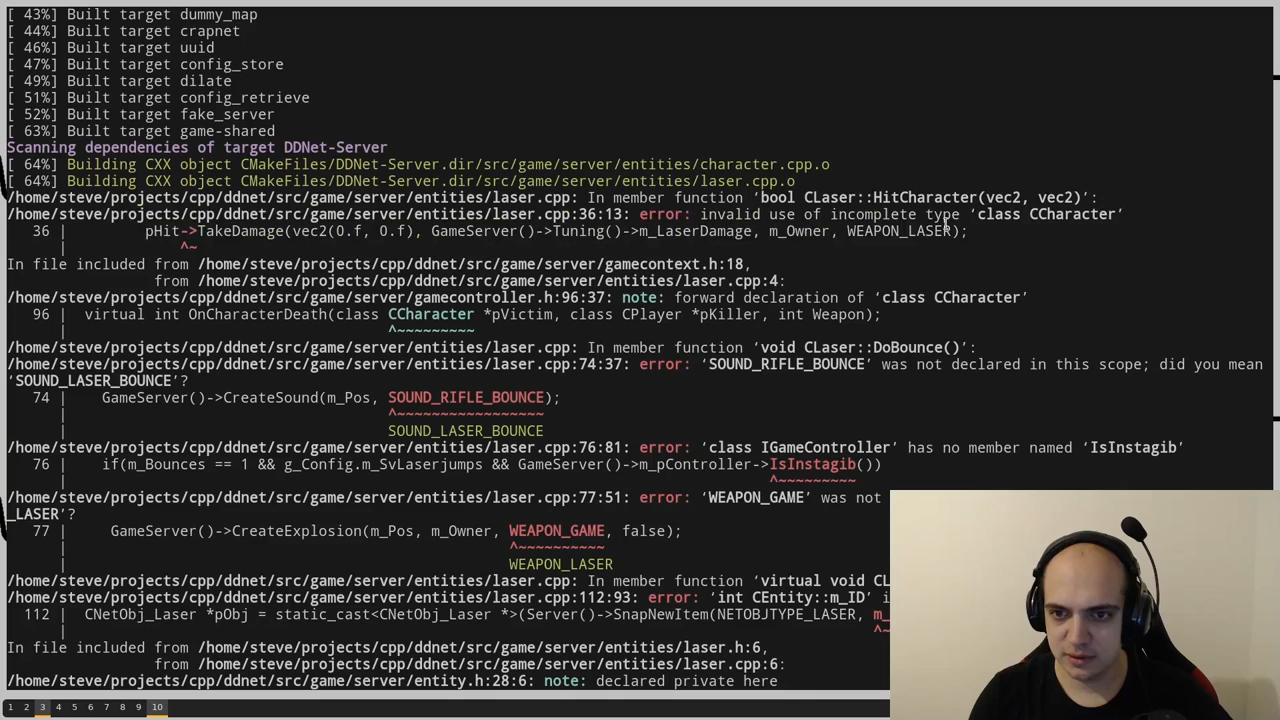 [ 43%] Built target dummy_map
[ 44%] Built target crapnet
[ 46%] Built target uuid
[ 47%] Built target config_store
[ 49%] Built target dilate
[ 51%] Built target config_retrieve
[ 52%] Built target fake_server
[ 63%] Built target game-shared
Scanning dependencies of target DDNet-Server
[ 64%] Building CXX object CMakeFiles/DDNet-Server.dir/src/game/server/entities/character.cpp.o
[ 64%] Building CXX object CMakeFiles/DDNet-Server.dir/src/game/server/entities/laser.cpp.o
/home/steve/projects/cpp/ddnet/src/game/server/entities/laser.cpp: In member function ‘bool CLaser::HitCharacter(vec2, vec2)’:
/home/steve/projects/cpp/ddnet/src/game/server/entities/laser.cpp:36:13: error: invalid use of incomplete type ‘class CCharacter’
36 | pHit->TakeDamage(vec2(0.f, 0.f), GameServer()->Tuning()->m_LaserDamage, m_Owner, WEAPON_LASER);
| ^~
In file included from /home/steve/projects/cpp/ddnet/src/game/server/gamecontext.h:18,
from /home/steve/projects/cpp/ddnet/src/game/server/entities/laser.cpp:4:
/home/steve/projects/cpp/ddnet/src/game/server/gamecontroller.h:96:37: note: forward declaration of ‘class CCharacter’
96 | virtual int OnCharacterDeath(class CCharacter *pVictim, class CPlayer *pKiller, int Weapon);
| ^~~~~~~~~~
/home/steve/projects/cpp/ddnet/src/game/server/entities/laser.cpp: In member function ‘void CLaser::DoBounce()’:
/home/steve/projects/cpp/ddnet/src/game/server/entities/laser.cpp:74:37: error: ‘SOUND_RIFLE_BOUNCE’ was not declared in this scope; did you mean
‘SOUND_LASER_BOUNCE’?
74 | GameServer()->CreateSound(m_Pos, SOUND_RIFLE_BOUNCE);
| ^~~~~~~~~~~~~~~~~~
| SOUND_LASER_BOUNCE
/home/steve/projects/cpp/ddnet/src/game/server/entities/laser.cpp:76:81: error: ‘class IGameController’ has no member named ‘IsInstagib’
76 | if(m_Bounces == 1 && g_Config.m_SvLaserjumps && GameServer()->m_pController->IsInstagib())
| ^~~~~~~~~~
/home/steve/projects/cpp/ddnet/src/game/server/entities/laser.cpp:77:51: error: ‘WEAPON_GAME’ was not
_LASER’?
77 | GameServer()->CreateExplosion(m_Pos, m_Owner, WEAPON_GAME, false);
| ^~~~~~~~~~~
| WEAPON_LASER
/home/steve/projects/cpp/ddnet/src/game/server/entities/laser.cpp: In member function ‘virtual void CL
/home/steve/projects/cpp/ddnet/src/game/server/entities/laser.cpp:112:93: error: ‘int CEntity::m_ID’ i
112 | CNetObj_Laser *pObj = static_cast<CNetObj_Laser *>(Server()->SnapNewItem(NETOBJTYPE_LASER, m_
| ^~
In file included from /home/steve/projects/cpp/ddnet/src/game/server/entities/laser.h:6,
from /home/steve/projects/cpp/ddnet/src/game/server/entities/laser.cpp:6:
/home/steve/projects/cpp/ddnet/src/game/server/entity.h:28:6: note: declared private here
1 2 3 4 5 6 7 8 9 10